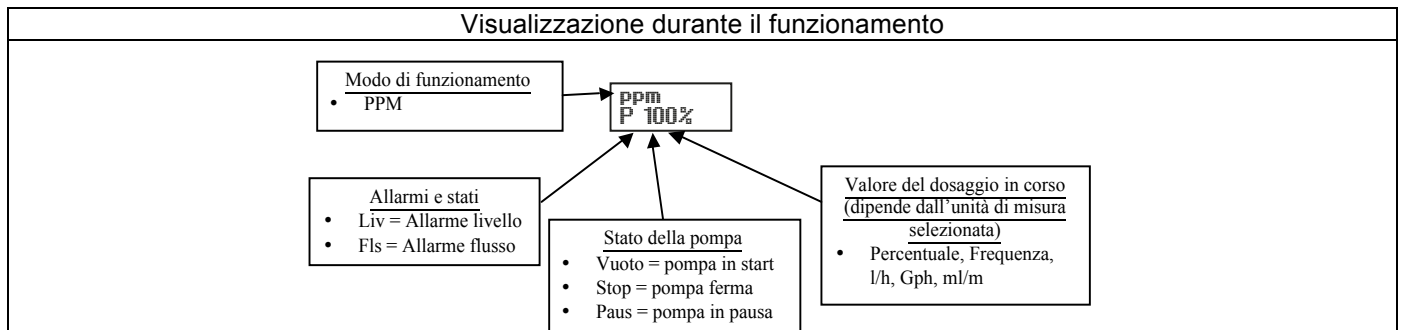 Visualizzazione durante il funzionamento
Modo di funzionamento
• PPM
ppm
P 100%
Allarmi e stati
• Liv = Allarme livello
• Fls = Allarme flusso
Stato della pompa
• Vuoto = pompa in start
• Stop = pompa ferma
• Paus = pompa in pausa
Valore del dosaggio in corso
(dipende dall’unità di misura
selezionata)
• Percentuale, Frequenza,
l/h, Gph, ml/m